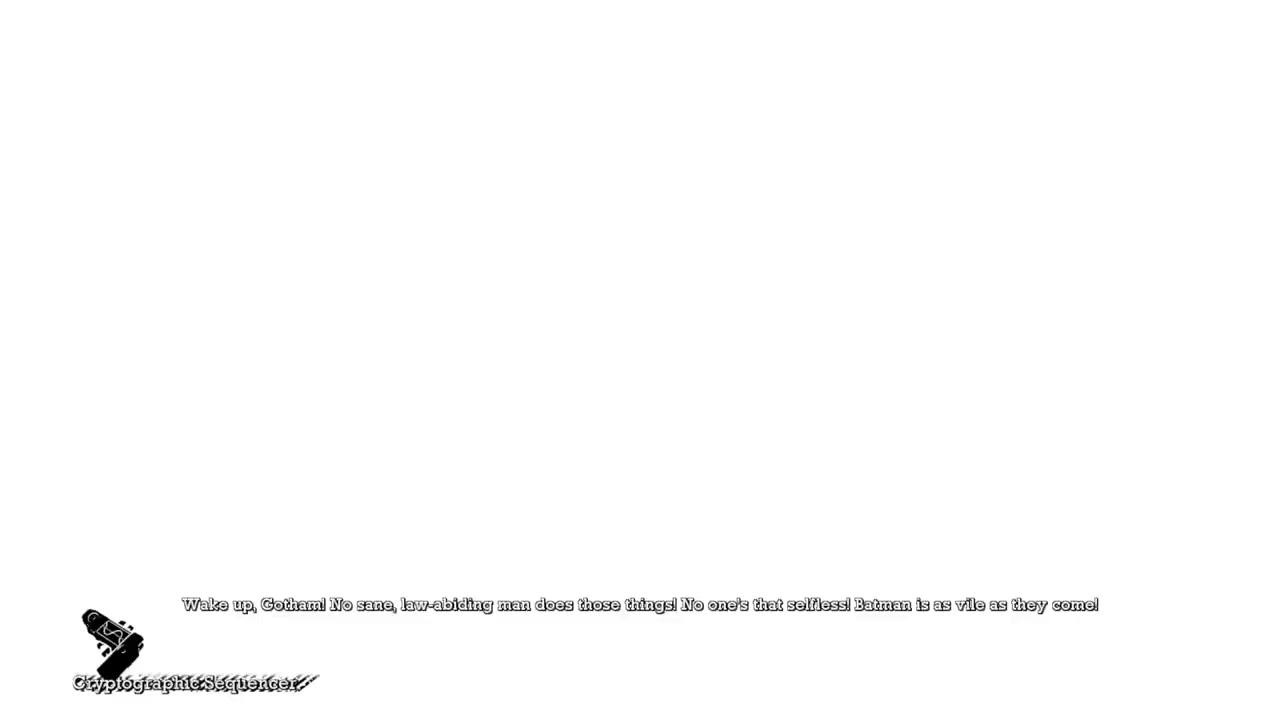 Wake up, Gotham! No sane, law-abiding man does those things! No one's that selfless! Batman is as vile as they come!
Cryptographic Sequencer